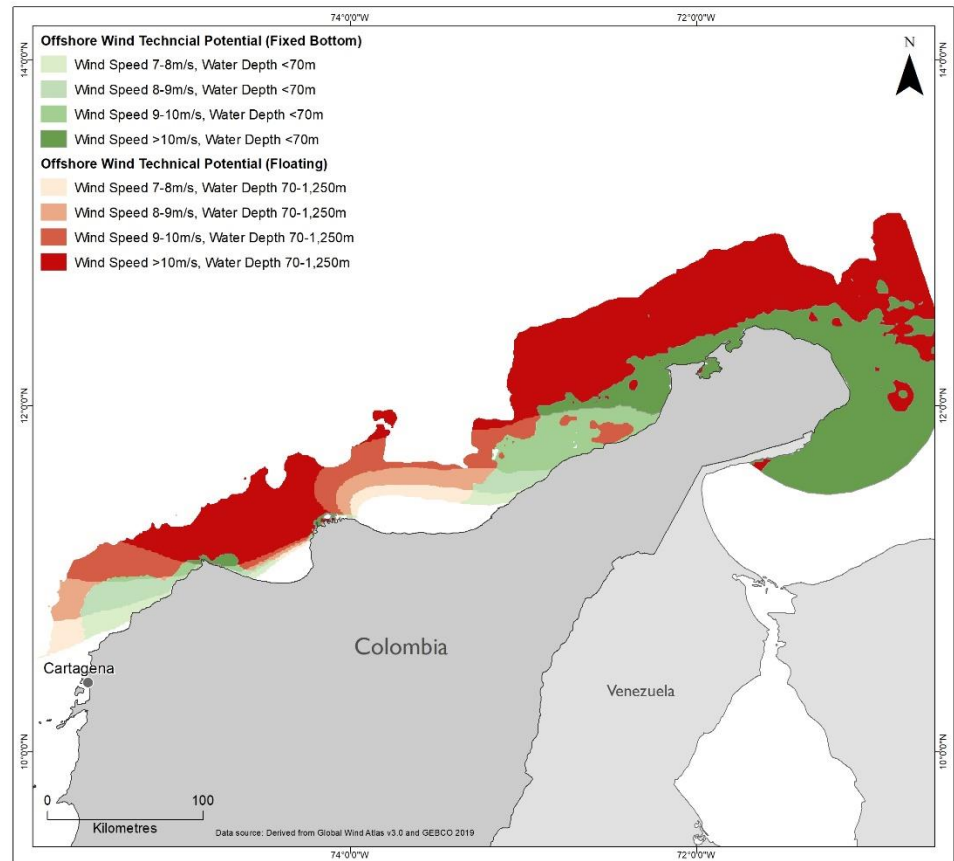 74°0'0"W
72°0'0"W
Offshore Wind Techncial Potential (Fixed Bottom)
Wind Speed 7-8m/s, Water Depth <70m
Wind Speed 8-9m/s, Water Depth <70m
Wind Speed 9-10m/s, Water Depth <70m
Wind Speed >10m/s, Water Depth <70m
Offshore Wind Technical Potential (Floating)
Wind Speed 7-8m/s, Water Depth 70-1,250m
Wind Speed 8-9m/s, Water Depth 70-1,250m
Wind Speed 9-10m/s, Water Depth 70-1,250m
Wind Speed >10m/s, Water Depth 70-1,250m
N
14°0'0"N
14°0'0"N
12°0'0"N
12°0'0"N
Colombia
Cartagena
Venezuela
10°0'0"N
10°0'0"N
0 100
Kilometres
Data source: Derived from Global Wind Atlas v3.0 and GEBCO 2019
74°0'0"W
72°0'0"W